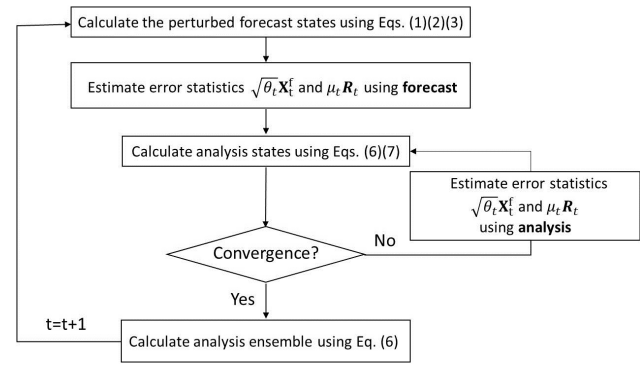 Calculate the perturbed forecast states using Eqs. (1)(2)(3)
Estimate error statistics √θₜXₜᶠ and μₜRₜ using forecast
Calculate analysis states using Eqs. (6)(7)
Estimate error statistics
√θₜXₜᶠ and μₜRₜ
using analysis
Convergence?
No
Yes
t=t+1
Calculate analysis ensemble using Eq. (6)